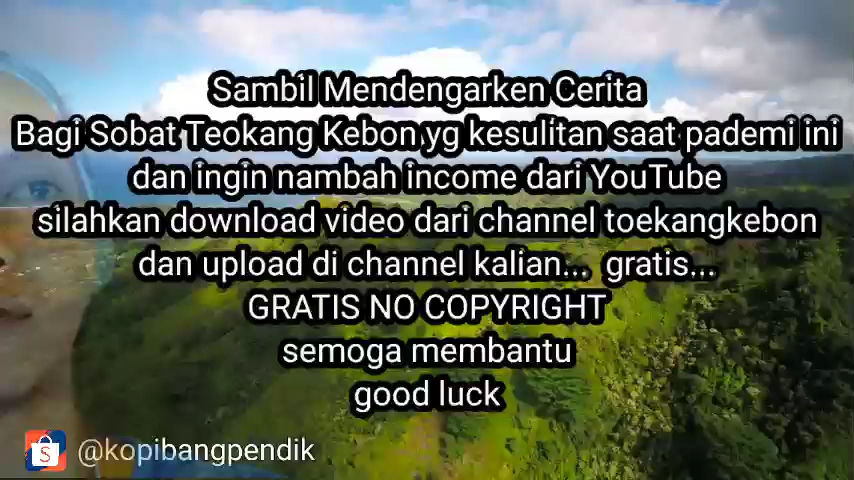 Sambil Mendengarken Cerita
Bagi Sobat Teokang Kebon yg kesulitan saat pademi ini
dan ingin nambah income dari YouTube
silahkan download video dari channel toekangkebon
dan upload di channel kalian... gratis...
GRATIS NO COPYRIGHT
semoga membantu
good luck
@kopibangpendik